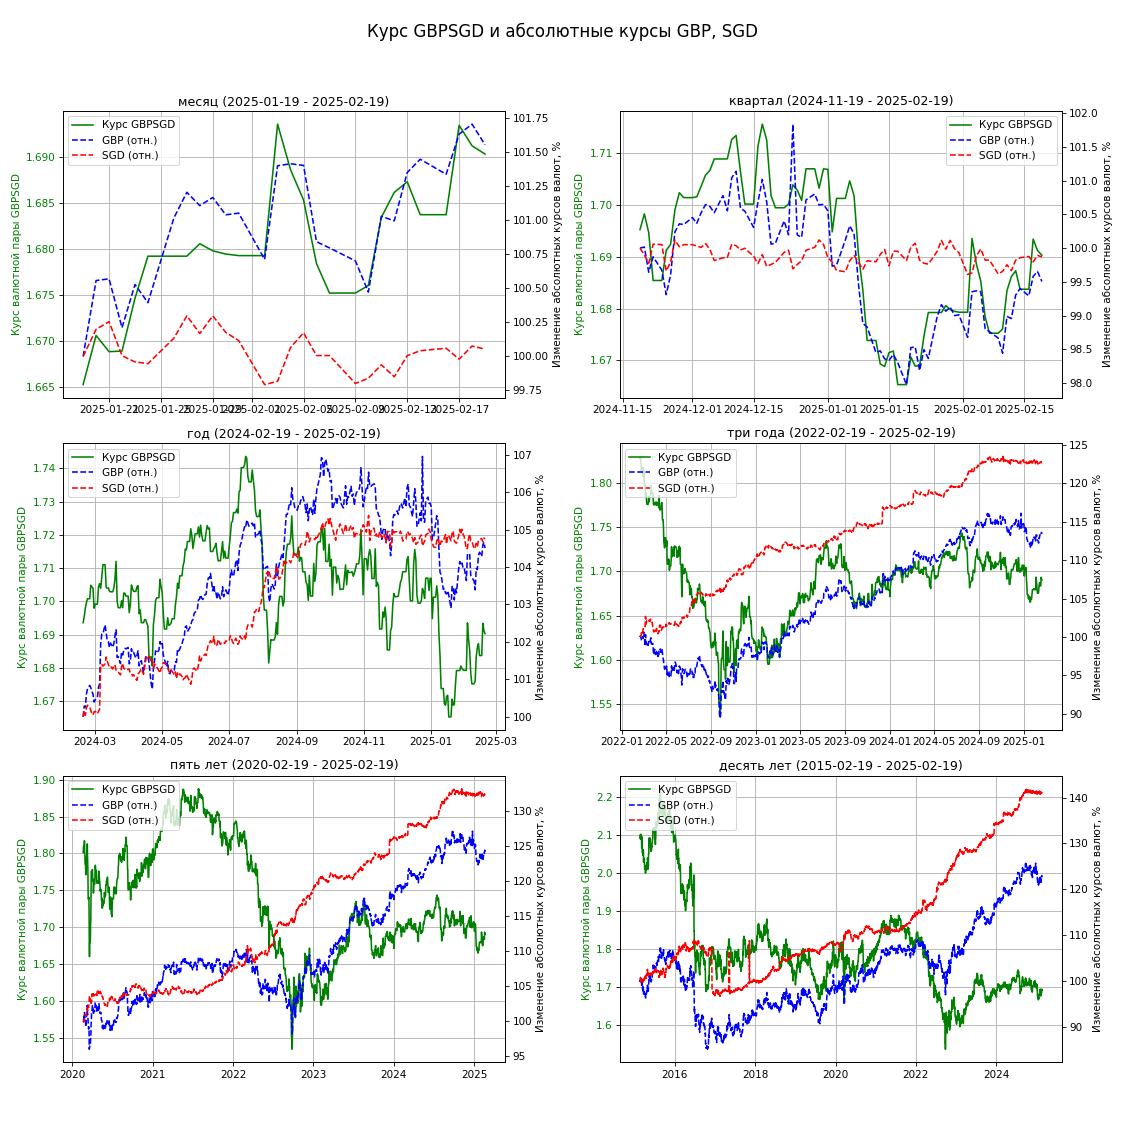 Курс GBPSGD и абсолютные курсы GBP, SGD
месяц (2025-01-19 - 2025-02-19)
Курс GBPSGD
GBP (отн.)
SGD (отн.)
Курс валютной пары GBPSGD
1.690
1.685
1.680
1.675
1.670
1.665
101.75
101.50
101.25
101.00
100.75
100.50
100.25
100.00
99.75
Изменение абсолютных курсов валют, %
2025-01-21 2025-01-25 2025-01-29 2025-02-01 2025-02-05 2025-02-09 2025-02-13 2025-02-17
квартал (2024-11-19 - 2025-02-19)
Курс GBPSGD
GBP (отн.)
SGD (отн.)
Курс валютной пары GBPSGD
1.71
1.70
1.69
1.68
1.67
102.0
101.5
101.0
100.5
100.0
99.5
99.0
98.5
98.0
Изменение абсолютных курсов валют, %
2024-11-15 2024-12-01 2024-12-15 2025-01-01 2025-01-15 2025-02-01 2025-02-15
год (2024-02-19 - 2025-02-19)
Курс GBPSGD
GBP (отн.)
SGD (отн.)
Курс валютной пары GBPSGD
1.74
1.73
1.72
1.71
1.70
1.69
1.68
1.67
107
106
105
104
103
102
101
100
Изменение абсолютных курсов валют, %
2024-03 2024-05 2024-07 2024-09 2024-11 2025-01 2025-03
три года (2022-02-19 - 2025-02-19)
Курс GBPSGD
GBP (отн.)
SGD (отн.)
Курс валютной пары GBPSGD
1.80
1.75
1.70
1.65
1.60
1.55
125
120
115
110
105
100
95
90
Изменение абсолютных курсов валют, %
2022-01 2022-05 2022-09 2023-01 2023-05 2023-09 2024-01 2024-05 2024-09 2025-01
пять лет (2020-02-19 - 2025-02-19)
Курс GBPSGD
GBP (отн.)
SGD (отн.)
Курс валютной пары GBPSGD
1.90
1.85
1.80
1.75
1.70
1.65
1.60
1.55
130
125
120
115
110
105
100
95
Изменение абсолютных курсов валют, %
2020 2021 2022 2023 2024 2025
десять лет (2015-02-19 - 2025-02-19)
Курс GBPSGD
GBP (отн.)
SGD (отн.)
Курс валютной пары GBPSGD
2.2
2.1
2.0
1.9
1.8
1.7
1.6
140
130
120
110
100
90
Изменение абсолютных курсов валют, %
2016 2018 2020 2022 2024